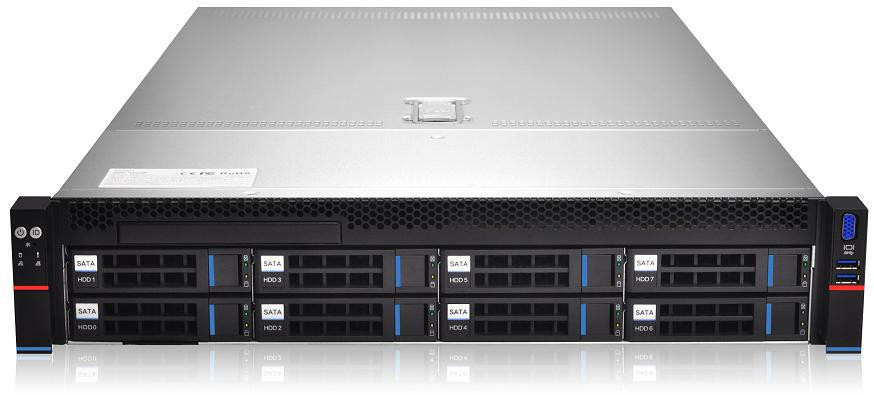 CE FC RoHS
ID
SATA
HDD1
SATA
HDD3
SATA
HDD5
SATA
HDD7
SATA
HDD0
SATA
HDD2
SATA
HDD4
SATA
HDD6